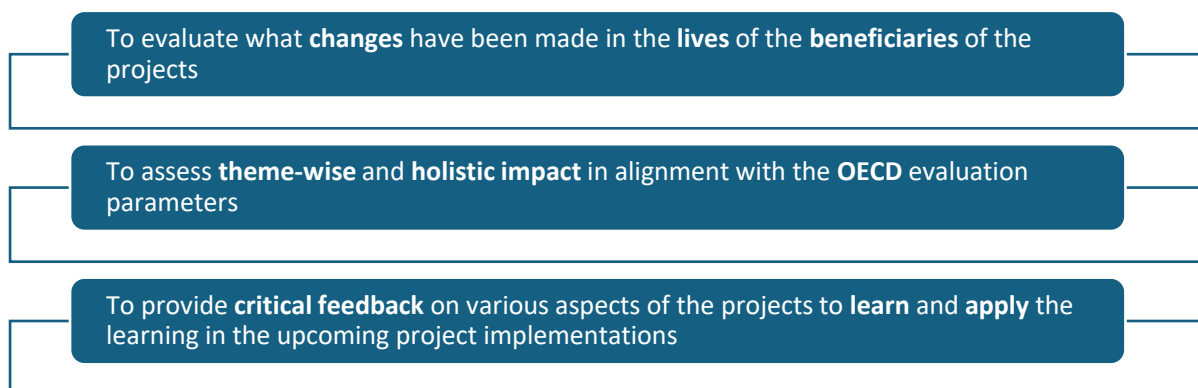 To evaluate what changes have been made in the lives of the beneficiaries of the
projects
To assess theme-wise and holistic impact in alignment with the OECD evaluation
parameters
To provide critical feedback on various aspects of the projects to learn and apply the
learning in the upcoming project implementations